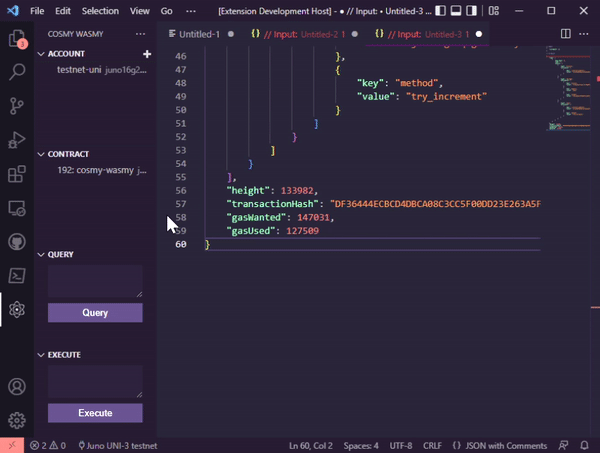 File Edit Selection View Go ··· [Extension Development Host] - ● // Input: ● Untitled-3 ...
COSMY WASMY ···
Untitled-1 ● {} // Input: Untitled-2 1 ● {} // Input: Untitled-3 1 ●
3
ACCOUNT +
testnet-uni juno16g2...
CONTRACT
192: cosmy-wasmy j...
QUERY
Query
EXECUTE
Execute
46 },
47 {
48 "key": "method",
49 "value": "try_increment"
50 }
51 ]
52 }
53 ]
54 }
55 ],
56 "height": 133982,
57 "transactionHash": "DF36444ECBCD4DBCA08C3CC5F00DD23E263A5F
58 "gasWanted": 147031,
59 "gasUsed": 127509
60 }
2 0 Juno UNI-3 testnet Ln 60, Col 2 Spaces: 4 UTF-8 CRLF {} JSON with Comments